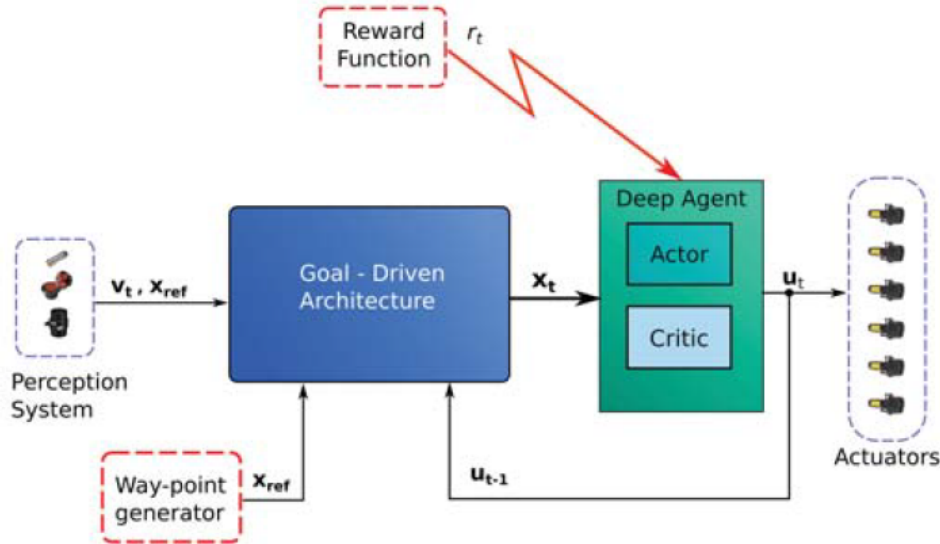 Reward
Function
r_t
Deep Agent
Actor
Critic
Goal - Driven
Architecture
v_t , x_ref
x_t
u_t
Perception
System
Way-point
generator
x_ref
u_t-1
Actuators